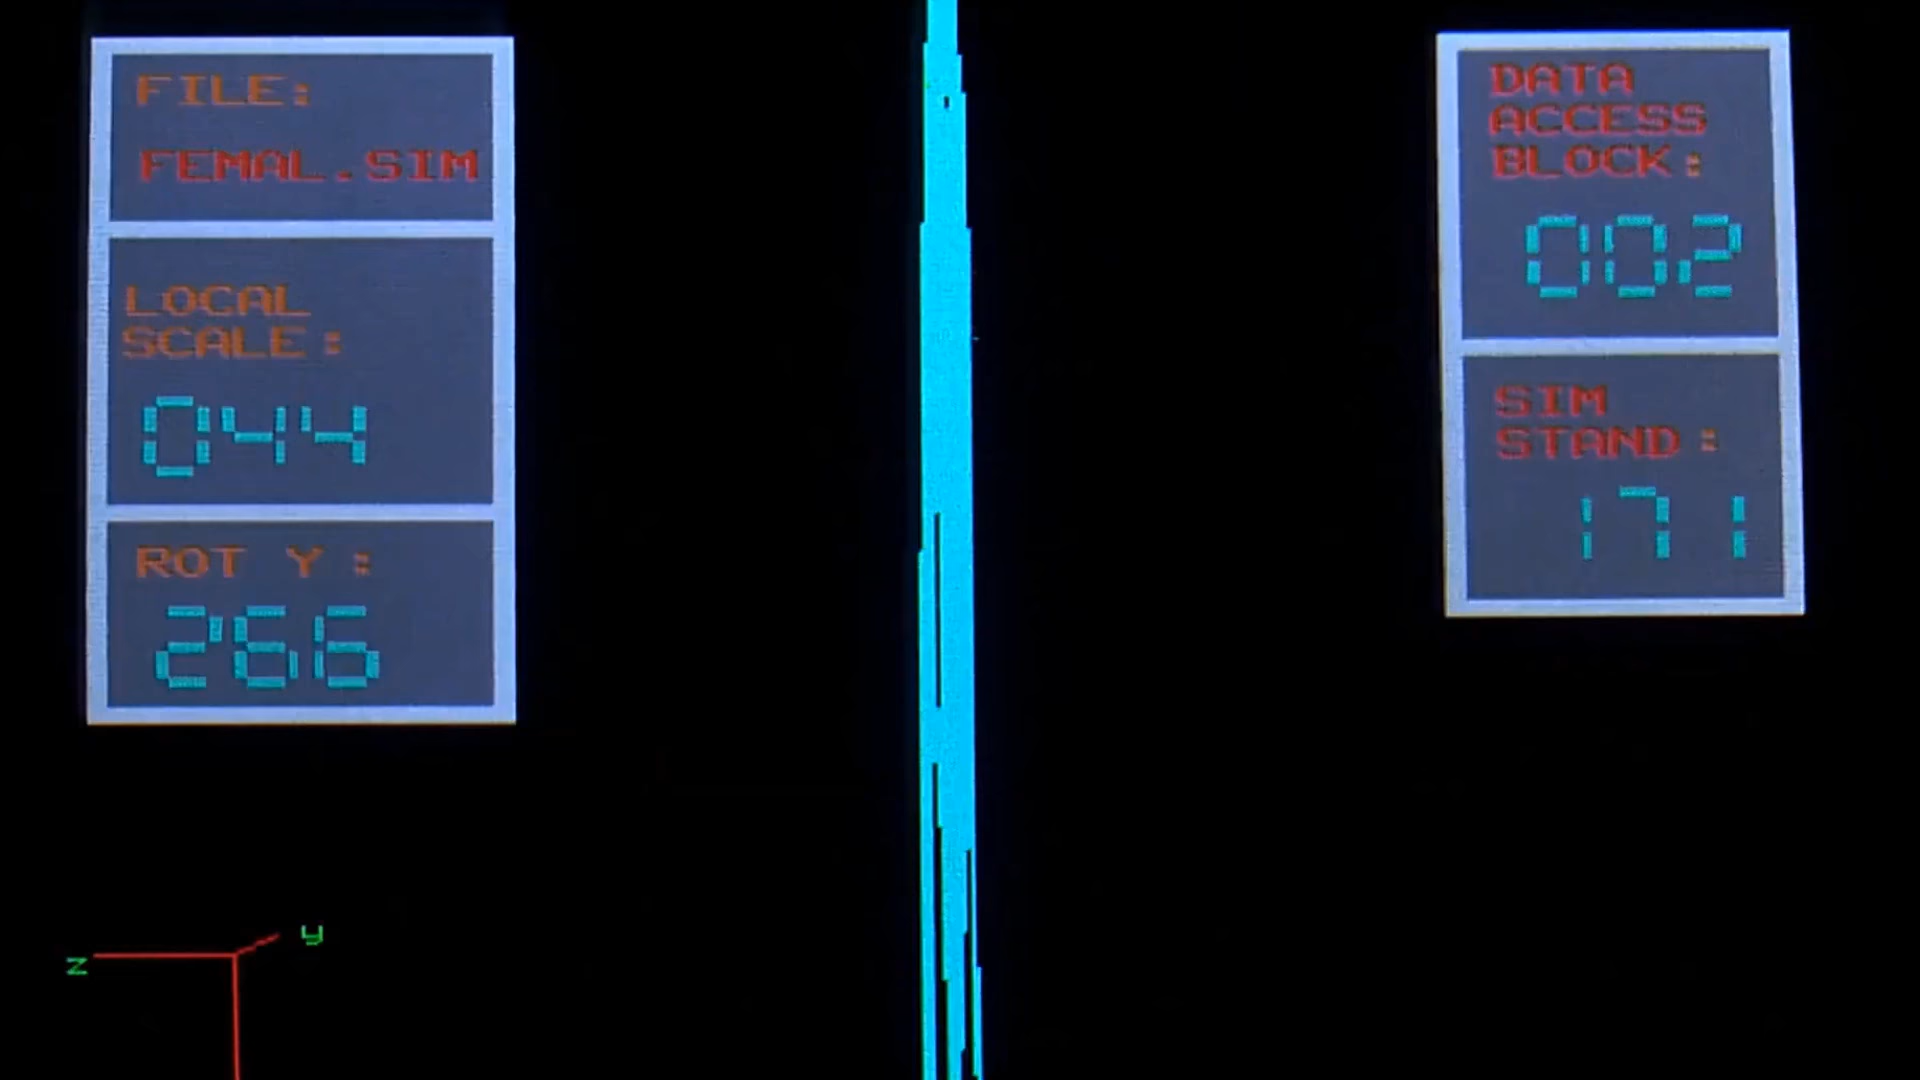 FILE:
FEMAL.SIM
LOCAL
SCALE:
044
ROT Y:
266
z
y
DATA
ACCESS
BLOCK:
002
SIM
STAND:
171